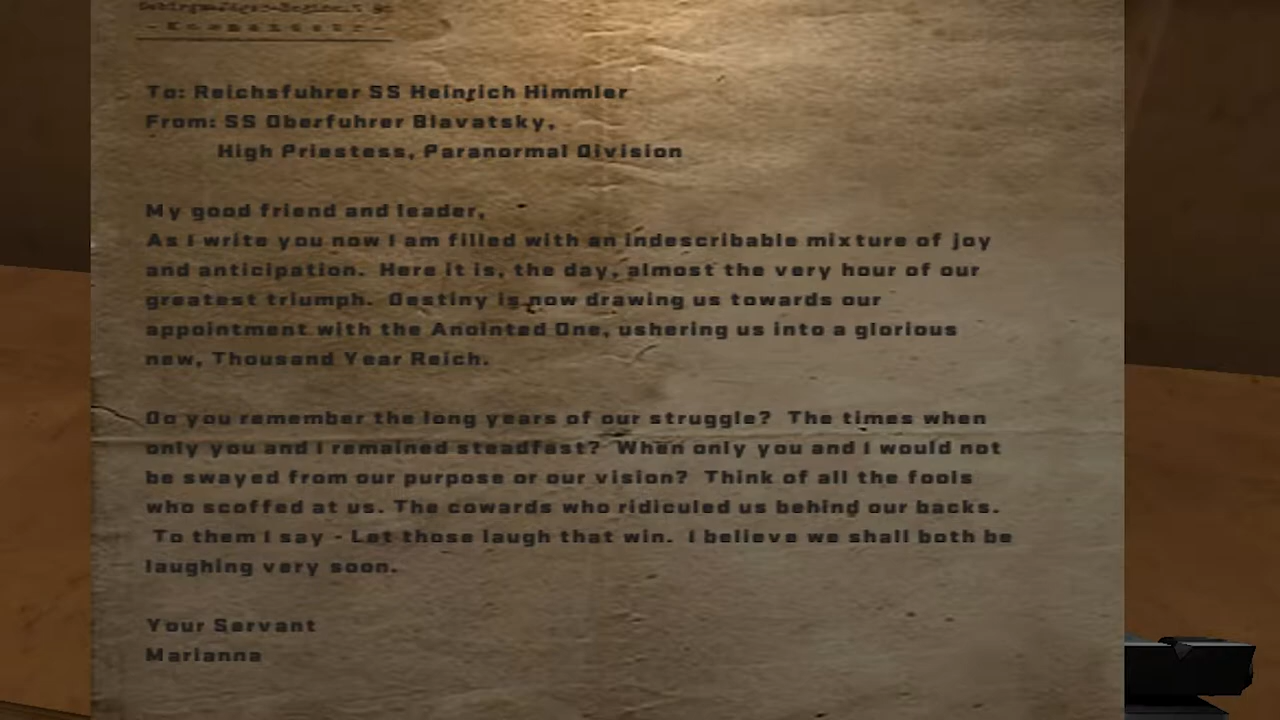 To: Reichsfuhrer SS Heinrich Himmler
From: SS Oberfuhrer Blavatsky,
High Priestess, Paranormal Division
My good friend and leader,
As I write you now I am filled with an indescribable mixture of joy
and anticipation. Here it is, the day, almost the very hour of our
greatest triumph. Destiny is now drawing us towards our
appointment with the Anointed One, ushering us into a glorious
new, Thousand Year Reich.
Do you remember the long years of our struggle? The times when
only you and I remained steadfast? When only you and I would not
be swayed from our purpose or our vision? Think of all the fools
who scoffed at us. The cowards who ridiculed us behind our backs.
To them I say - Let those laugh that win. I believe we shall both be
laughing very soon.
Your Servant
Marianna